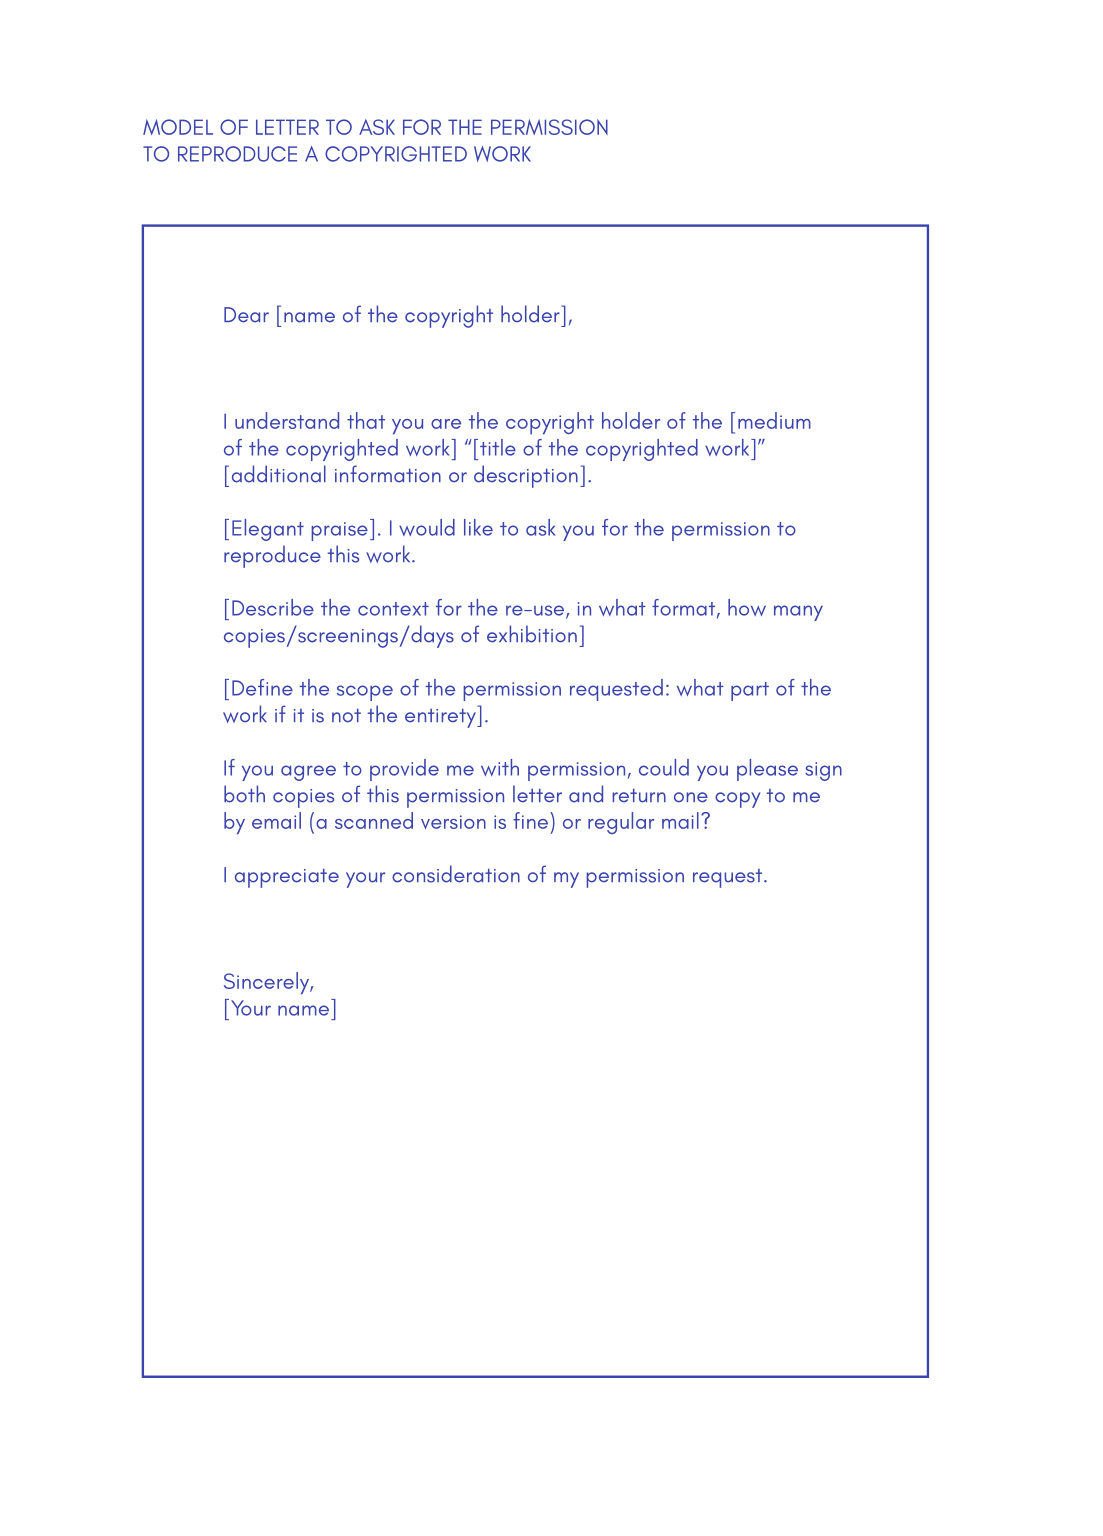 MODEL OF LETTER TO ASK FOR THE PERMISSION
TO REPRODUCE A COPYRIGHTED WORK
Dear [name of the copyright holder],
I understand that you are the copyright holder of the [medium
of the copyrighted work] “[title of the copyrighted work]”
[additional information or description].
[Elegant praise]. I would like to ask you for the permission to
reproduce this work.
[Describe the context for the re-use, in what format, how many
copies/screenings/days of exhibition]
[Define the scope of the permission requested: what part of the
work if it is not the entirety].
If you agree to provide me with permission, could you please sign
both copies of this permission letter and return one copy to me
by email (a scanned version is fine) or regular mail?
I appreciate your consideration of my permission request.
Sincerely,
[Your name]